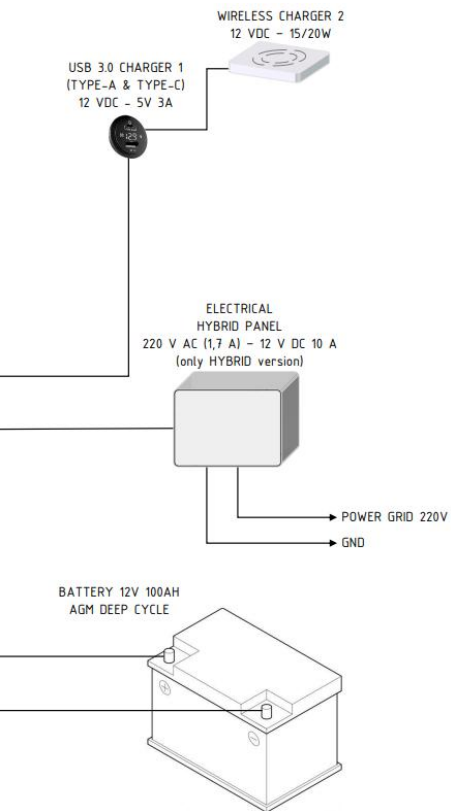 WIRELESS CHARGER 2
12 VDC - 15/20W
USB 3.0 CHARGER 1
(TYPE-A & TYPE-C)
12 VDC - 5V 3A
ELECTRICAL
HYBRID PANEL
220 V AC (1,7 A) - 12 V DC 10 A
(only HYBRID version)
POWER GRID 220V
GND
BATTERY 12V 100AH
AGM DEEP CYCLE
+
-